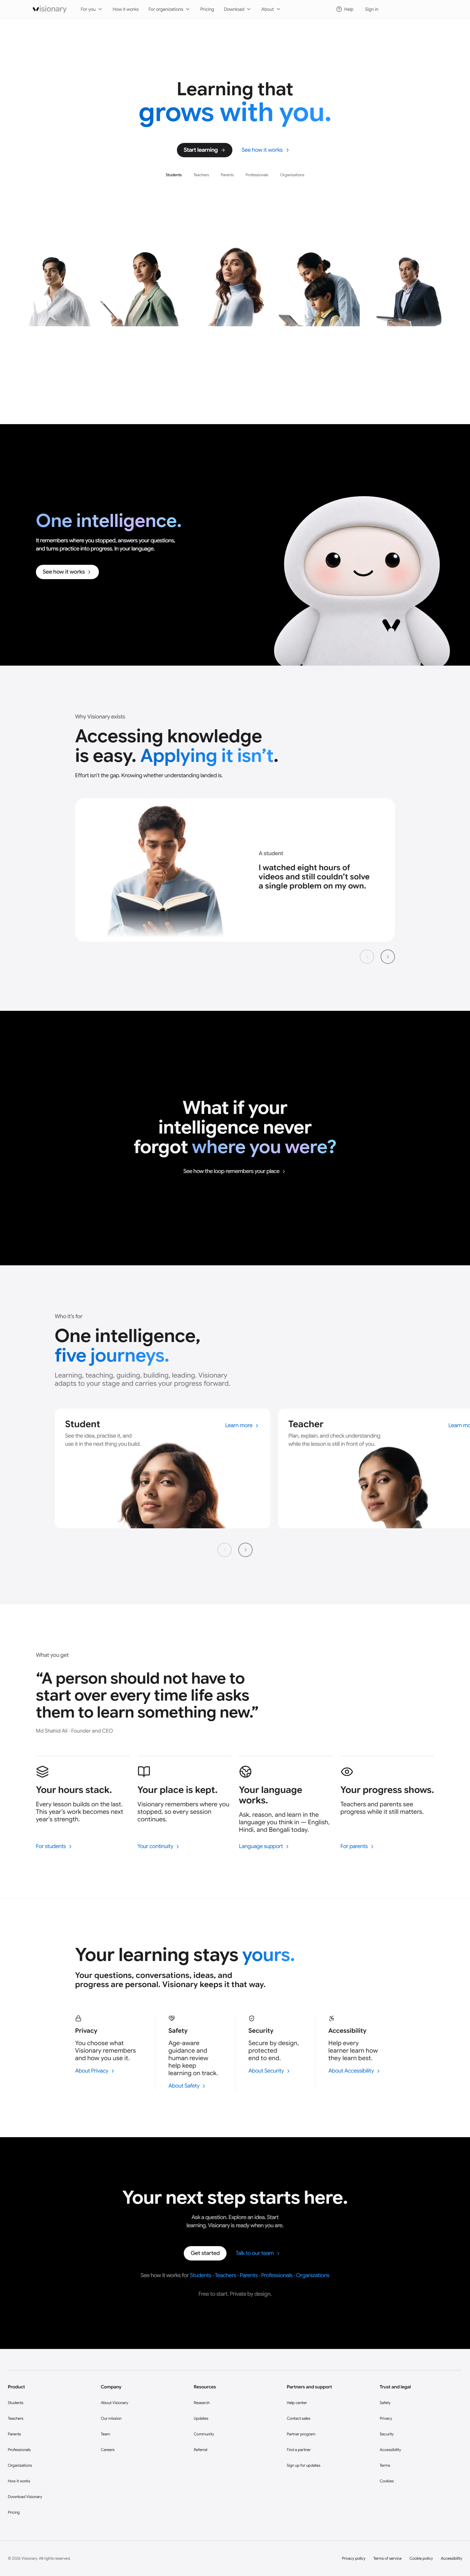 visionary
For you
How it works
For organizations
Pricing
Download
About
Help
Sign in
Learning that
grows with you.
Start learning
See how it works
Students
Teachers
Parents
Professionals
Organizations
One intelligence.
It remembers where you stopped, answers your questions,
and turns practice into progress. In your language.
See how it works
Why Visionary exists
Accessing knowledge
is easy. Applying it isn’t.
Effort isn't the gap. Knowing whether understanding landed is.
A student
I watched eight hours of
videos and still couldn’t solve
a single problem on my own.
What if your
intelligence never
forgot where you were?
See how the loop remembers your place
Who it's for
One intelligence,
five journeys.
Learning, teaching, guiding, building, leading. Visionary
adapts to your stage and carries your progress forward.
Student
Learn more
See the idea, practise it, and
use it in the next thing you build.
Teacher
Learn mo
Plan, explain, and check understanding
while the lesson is still in front of you.
What you get
“A person should not have to
start over every time life asks
them to learn something new.”
Md Shahid Ali · Founder and CEO
Your hours stack.
Every lesson builds on the last.
This year’s work becomes next
year’s strength.
For students
Your place is kept.
Visionary remembers where you
stopped, so every session
continues.
Your continuity
Your language
works.
Ask, reason, and learn in the
language you think in — English,
Hindi, and Bengali today.
Language support
Your progress shows.
Teachers and parents see
progress while it still matters.
For parents
Your learning stays yours.
Your questions, conversations, ideas, and
progress are personal. Visionary keeps it that way.
Privacy
You choose what
Visionary remembers
and how you use it.
About Privacy
Safety
Age-aware
guidance and
human review
help keep
learning on track.
About Safety
Security
Secure by design,
protected
end to end.
About Security
Accessibility
Help every
learner learn how
they learn best.
About Accessibility
Your next step starts here.
Ask a question. Explore an idea. Start
learning. Visionary is ready when you are.
Get started
Talk to our team
See how it works for Students · Teachers · Parents · Professionals · Organizations
Free to start. Private by design.
Product
Students
Teachers
Parents
Professionals
Organizations
How it works
Download Visionary
Pricing
Company
About Visionary
Our mission
Team
Careers
Resources
Research
Updates
Community
Referral
Partners and support
Help center
Contact sales
Partner program
Find a partner
Sign up for updates
Trust and legal
Safety
Privacy
Security
Accessibility
Terms
Cookies
© 2026 Visionary. All rights reserved.
Privacy policy
Terms of service
Cookie policy
Accessibility